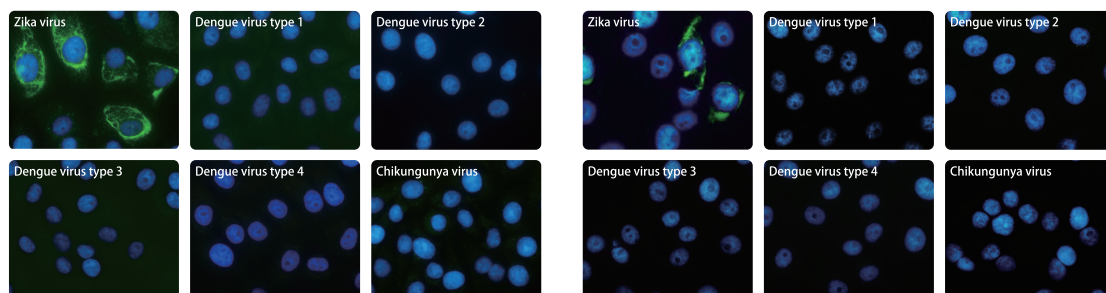 Zika virus
Dengue virus type 1
Dengue virus type 2
Dengue virus type 3
Dengue virus type 4
Chikungunya virus
Zika virus
Dengue virus type 1
Dengue virus type 2
Dengue virus type 3
Dengue virus type 4
Chikungunya virus